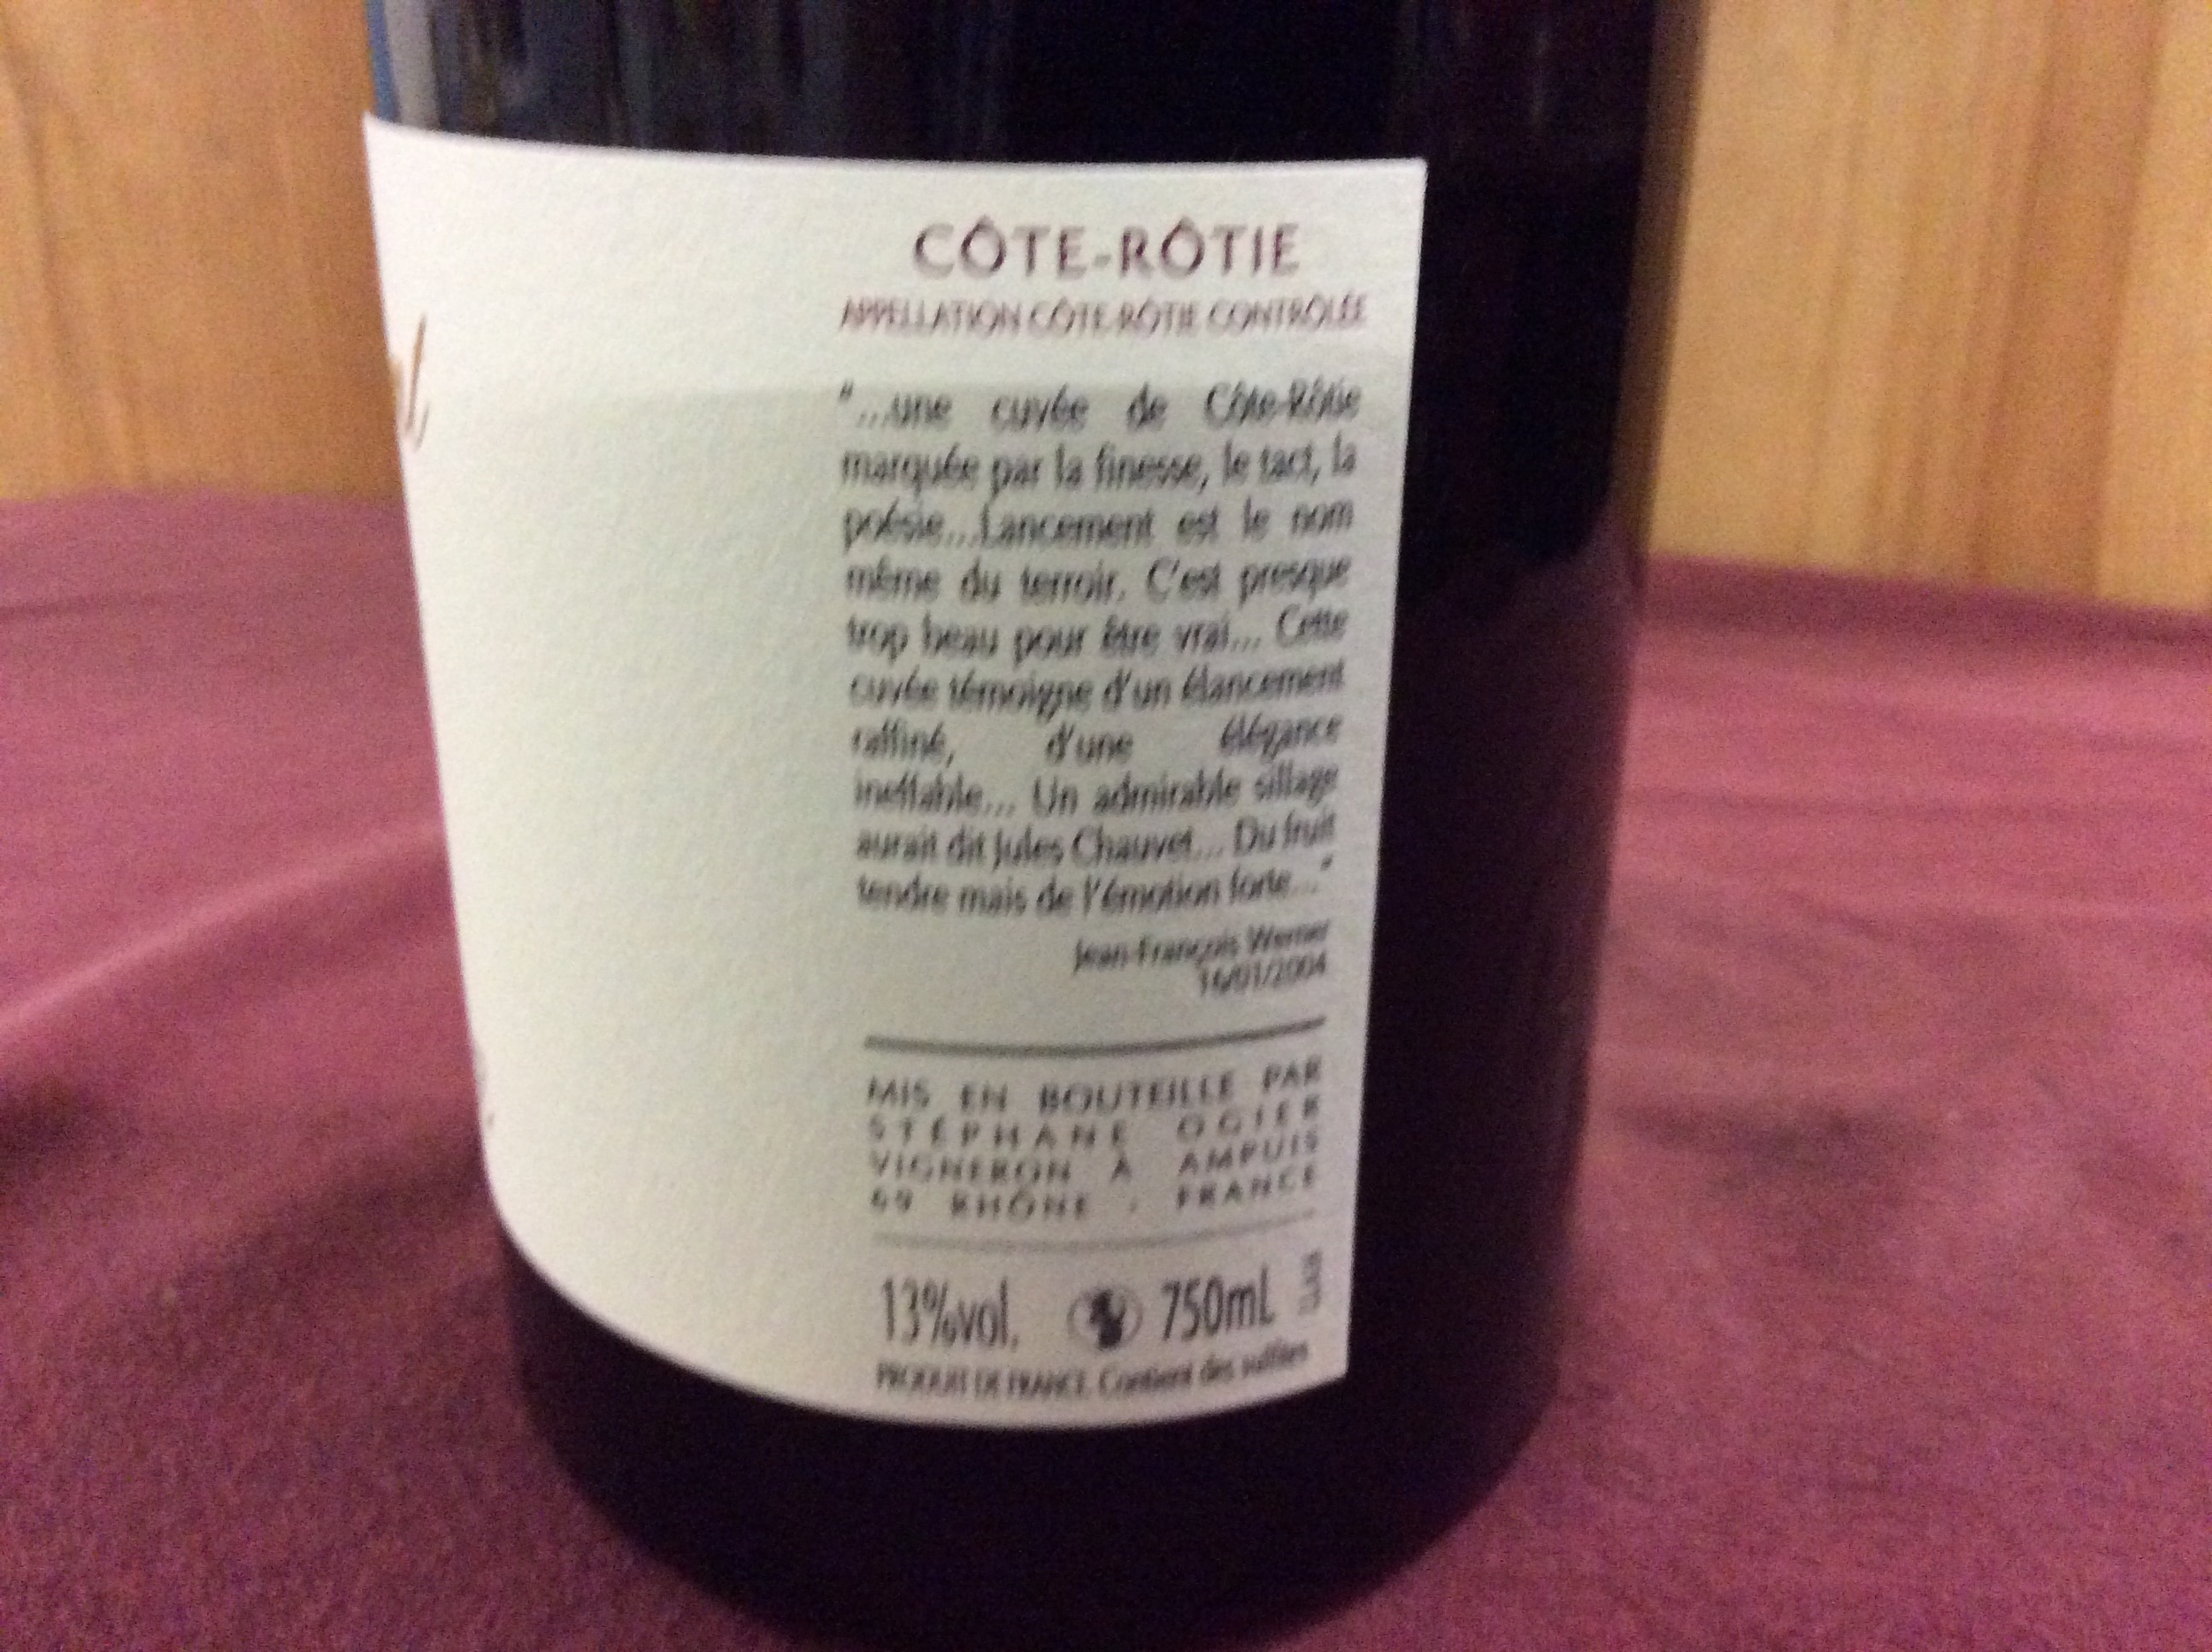 CÔTE-RÔTIE
APPELLATION CÔTE-RÔTIE CONTRÔLÉE
"...une cuvée de Côte-Rôtie
marquée par la finesse, le tact, la
poésie...Lancement est le nom
même du terroir. C'est presque
trop beau pour être vrai... Cette
cuvée témoigne d'un élancement
raffiné, d'une élégance
ineffable... Un admirable sillage
aurait dit Jules Chauvet... Du fruit
tendre mais de l'émotion forte..."
Jean-François Werner
16/01/2004
MIS EN BOUTEILLE PAR
STÉPHANE OGIER
VIGNERON À AMPUIS
69 RHÔNE - FRANCE
13%vol. 750mL
PRODUIT DE FRANCE. Contient des sulfites